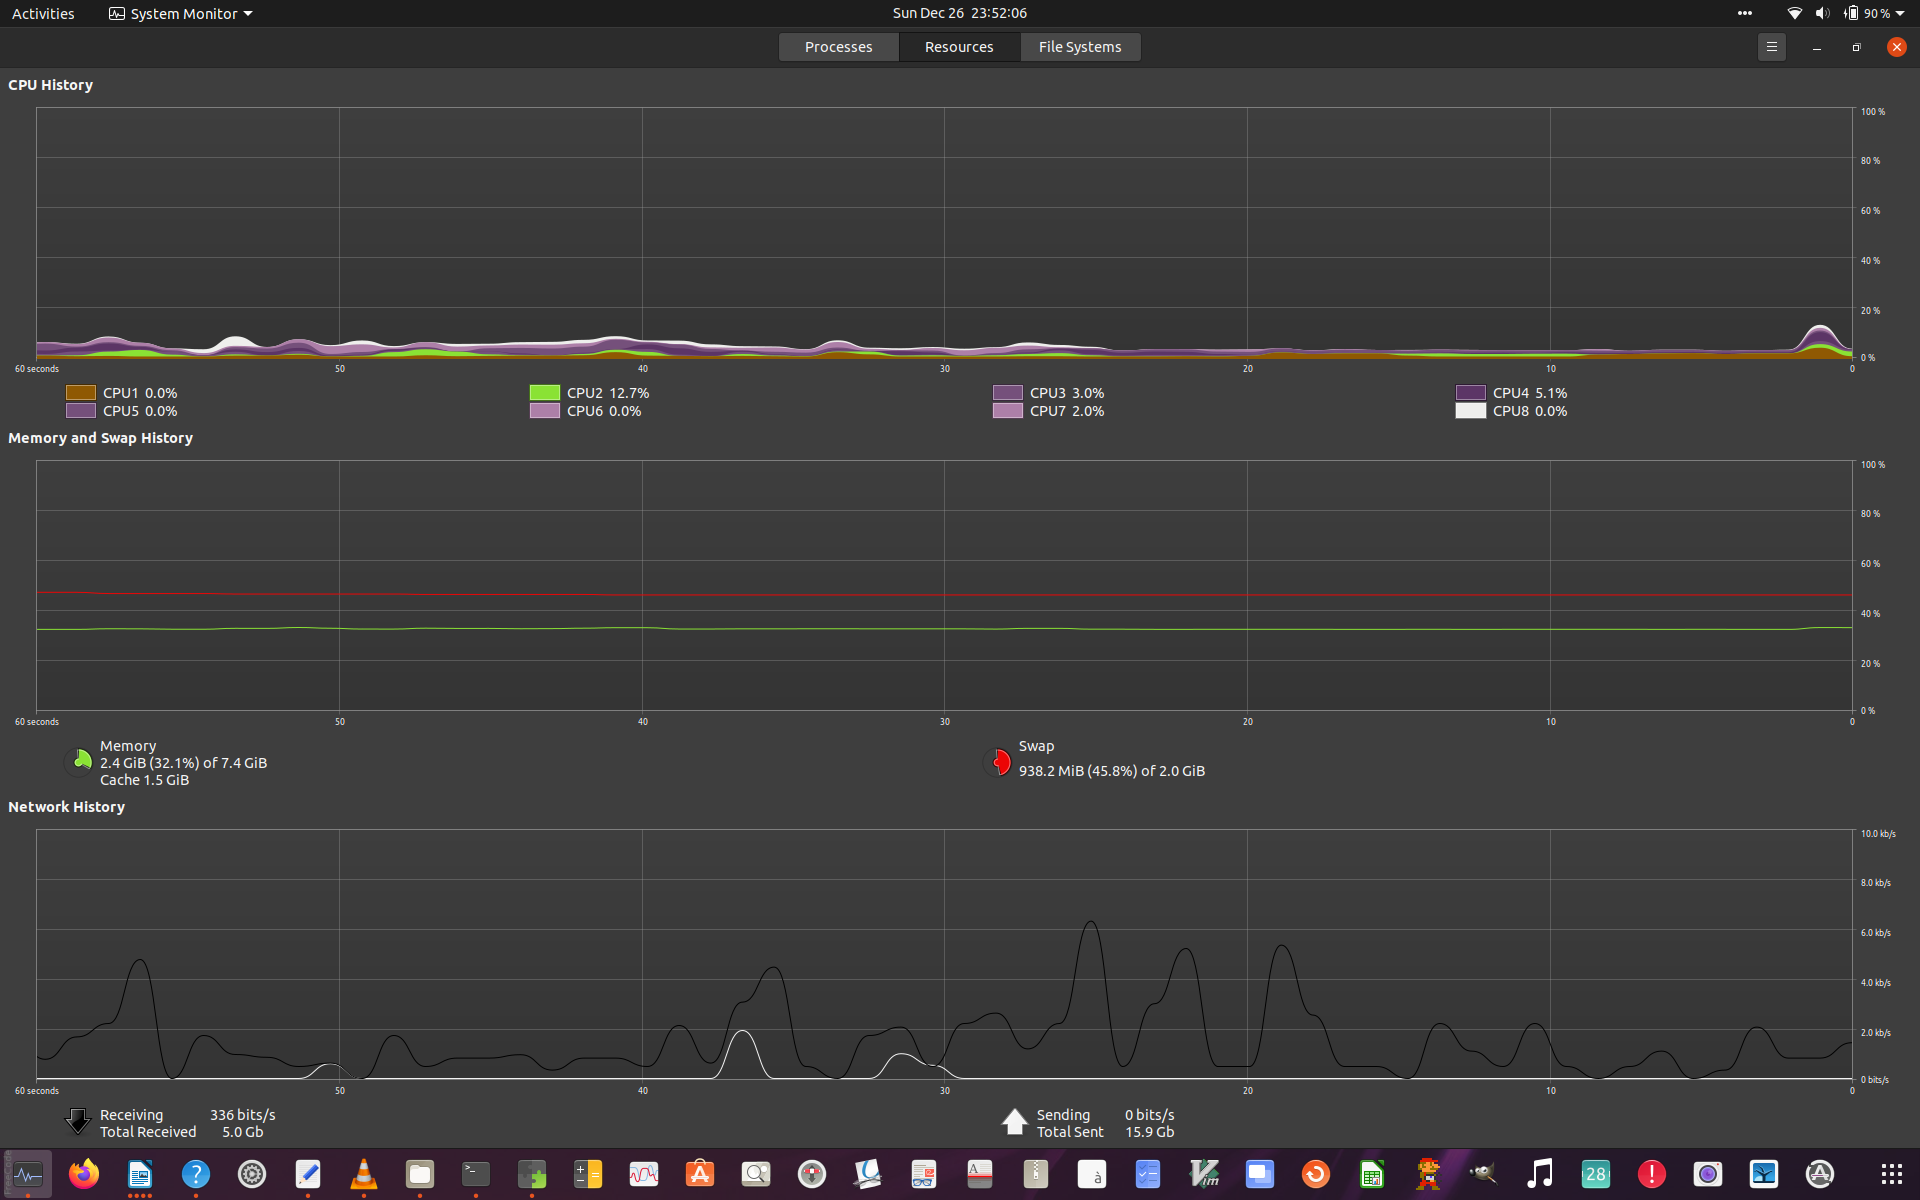 Activities System Monitor Sun Dec 26 23:52:06 90 %
Processes Resources File Systems
CPU History
100 %
80 %
60 %
40 %
20 %
0 %
60 seconds 50 40 30 20 10 0
CPU1 0.0% CPU2 12.7% CPU3 3.0% CPU4 5.1%
CPU5 0.0% CPU6 0.0% CPU7 2.0% CPU8 0.0%
Memory and Swap History
100 %
80 %
60 %
40 %
20 %
0 %
60 seconds 50 40 30 20 10 0
Memory
2.4 GiB (32.1%) of 7.4 GiB
Cache 1.5 GiB
Swap
938.2 MiB (45.8%) of 2.0 GiB
Network History
10.0 kb/s
8.0 kb/s
6.0 kb/s
4.0 kb/s
2.0 kb/s
0 bits/s
60 seconds 50 40 30 20 10 0
Receiving 336 bits/s
Total Received 5.0 Gb
Sending 0 bits/s
Total Sent 15.9 Gb
28